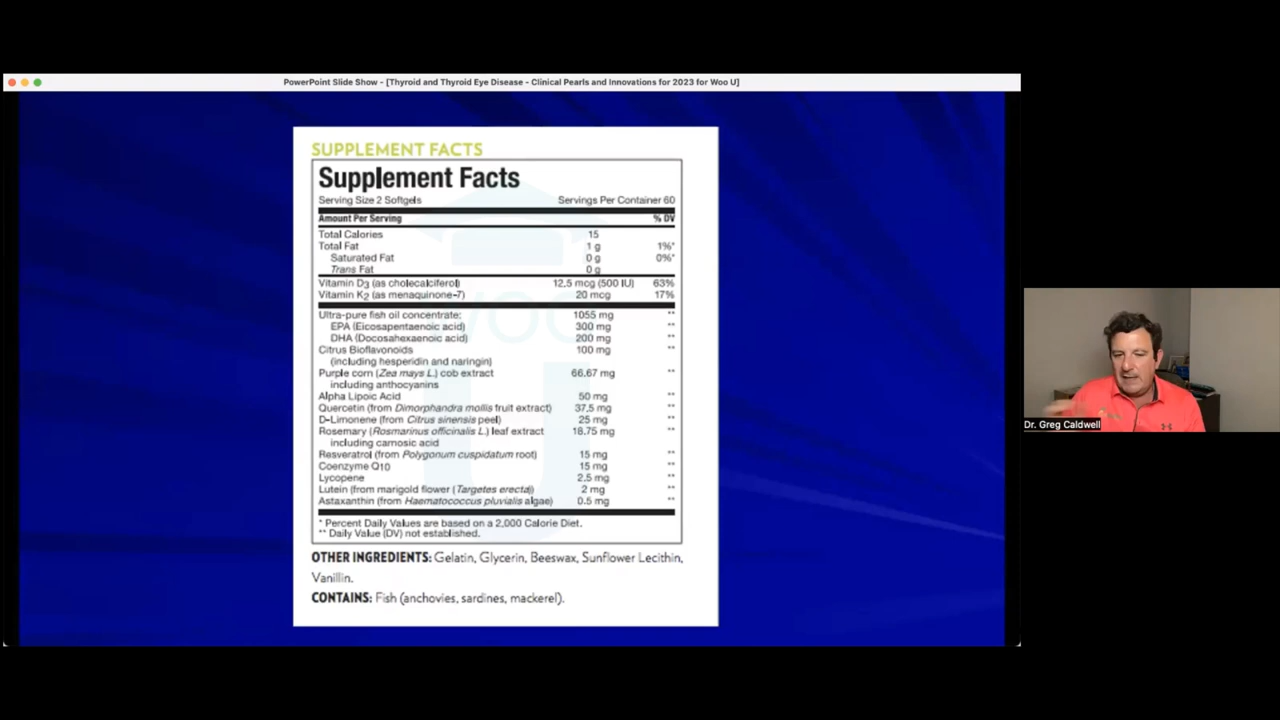 PowerPoint Slide Show - [Thyroid and Thyroid Eye Disease - Clinical Pearls and Innovations for 2023 for Woo U]
SUPPLEMENT FACTS
Supplement Facts
Serving Size 2 Softgels Servings Per Container 60
Amount Per Serving % DV
Total Calories 15
Total Fat 1 g 1%*
Saturated Fat 0 g 0%*
Trans Fat 0 g
Vitamin D3 (as cholecalciferol) 12.5 mcg (500 IU) 63%
Vitamin K2 (as menaquinone-7) 20 mcg 17%
Ultra-pure fish oil concentrate: 1055 mg **
EPA (Eicosapentaenoic acid) 300 mg **
DHA (Docosahexaenoic acid) 200 mg **
Citrus Bioflavonoids 100 mg **
(including hesperidin and naringin)
Purple corn (Zea mays L.) cob extract 66.67 mg **
including anthocyanins
Alpha Lipoic Acid 50 mg **
Quercetin (from Dimorphandra mollis fruit extract) 37.5 mg **
D-Limonene (from Citrus sinensis peel) 25 mg **
Rosemary (Rosmarinus officinalis L.) leaf extract 18.75 mg **
including carnosic acid
Resveratrol (from Polygonum cuspidatum root) 15 mg **
Coenzyme Q10 15 mg **
Lycopene 2.5 mg **
Lutein (from marigold flower (Targetes erecta)) 2 mg **
Astaxanthin (from Haematococcus pluvialis algae) 0.5 mg **
* Percent Daily Values are based on a 2,000 Calorie Diet.
** Daily Value (DV) not established.
OTHER INGREDIENTS: Gelatin, Glycerin, Beeswax, Sunflower Lecithin,
Vanillin.
CONTAINS: Fish (anchovies, sardines, mackerel).
WOO
U
Dr. Greg Caldwell